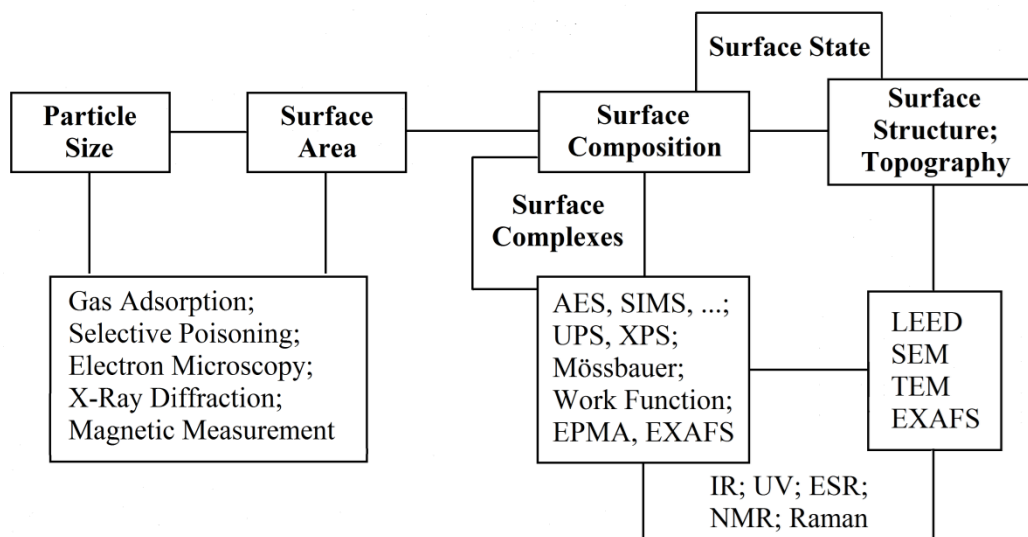 Surface State
Particle
Size
Surface
Area
Surface
Composition
Surface
Structure;
Topography
Surface
Complexes
Gas Adsorption;
Selective Poisoning;
Electron Microscopy;
X-Ray Diffraction;
Magnetic Measurement
AES, SIMS, ...;
UPS, XPS;
Mössbauer;
Work Function;
EPMA, EXAFS
LEED
SEM
TEM
EXAFS
IR; UV; ESR;
NMR; Raman